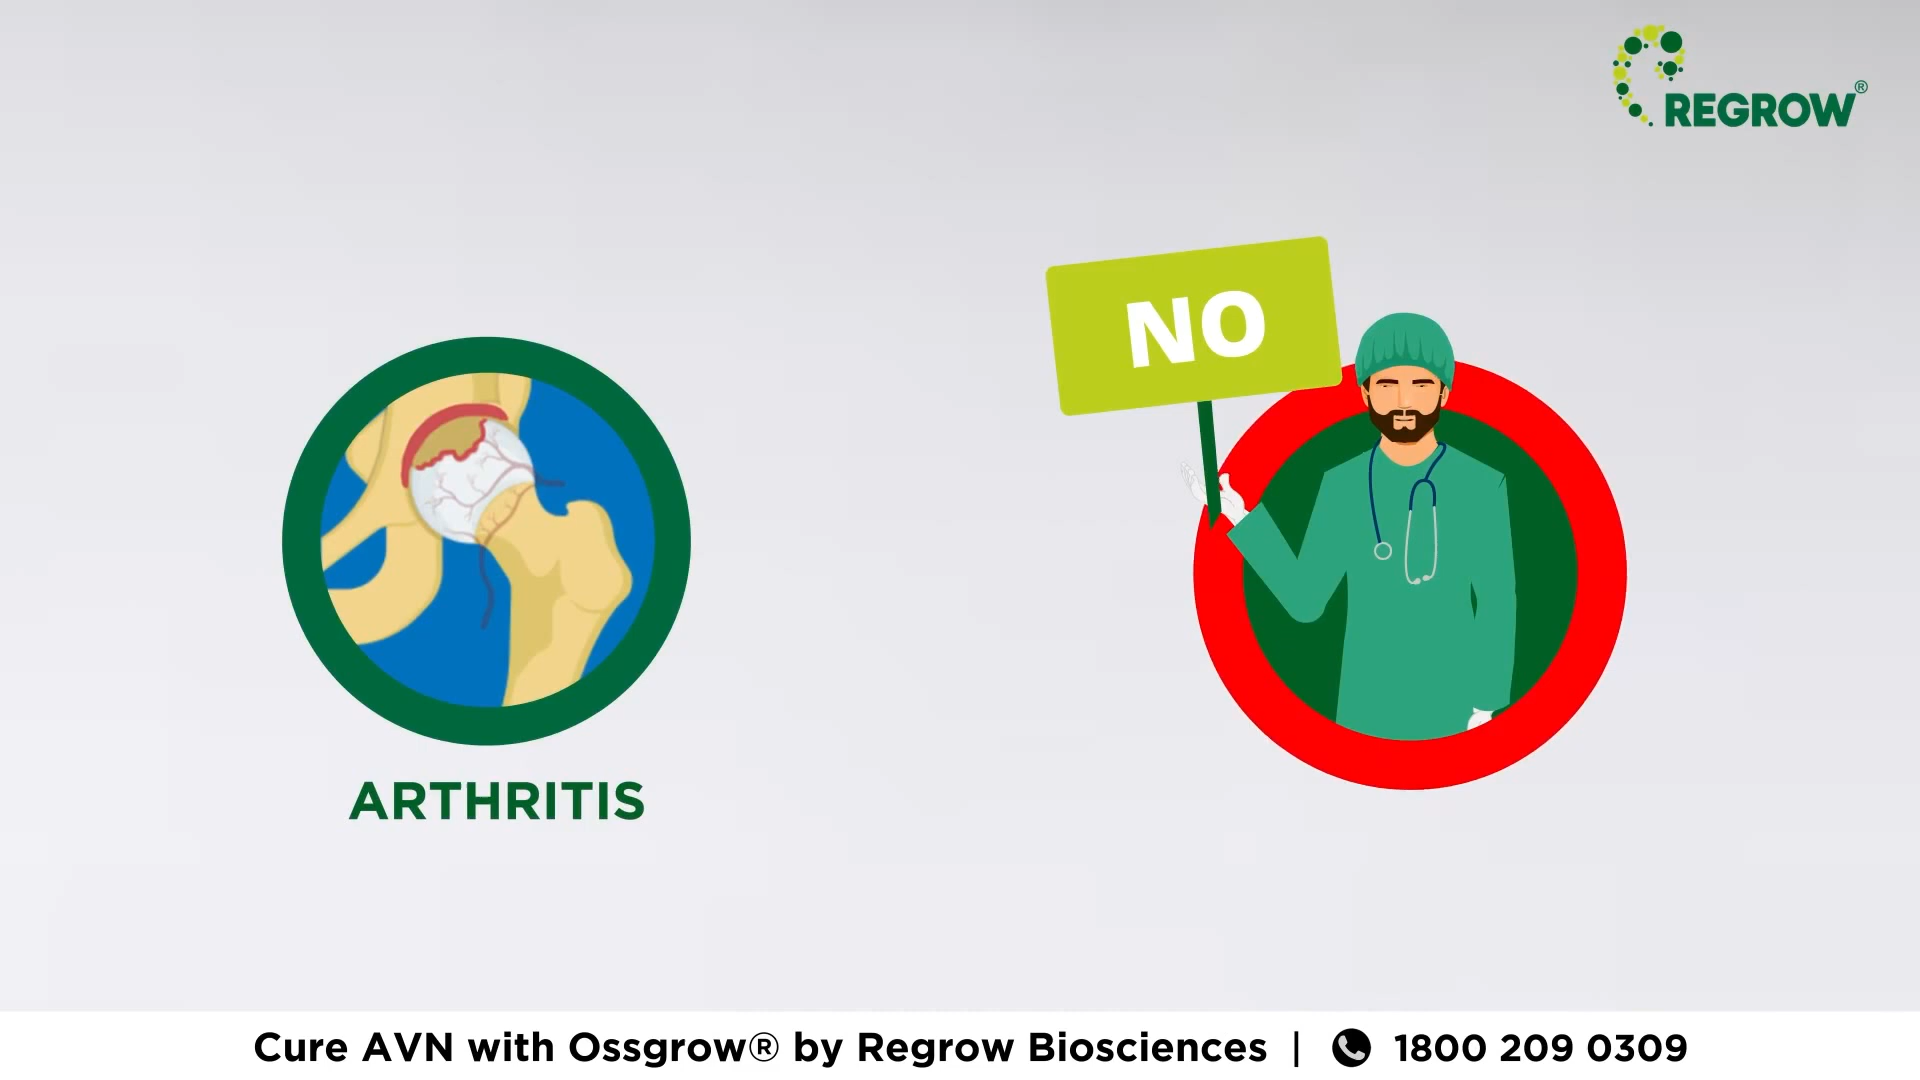 REGROW®
NO
ARTHRITIS
Cure AVN with Ossgrow® by Regrow Biosciences | 1800 209 0309